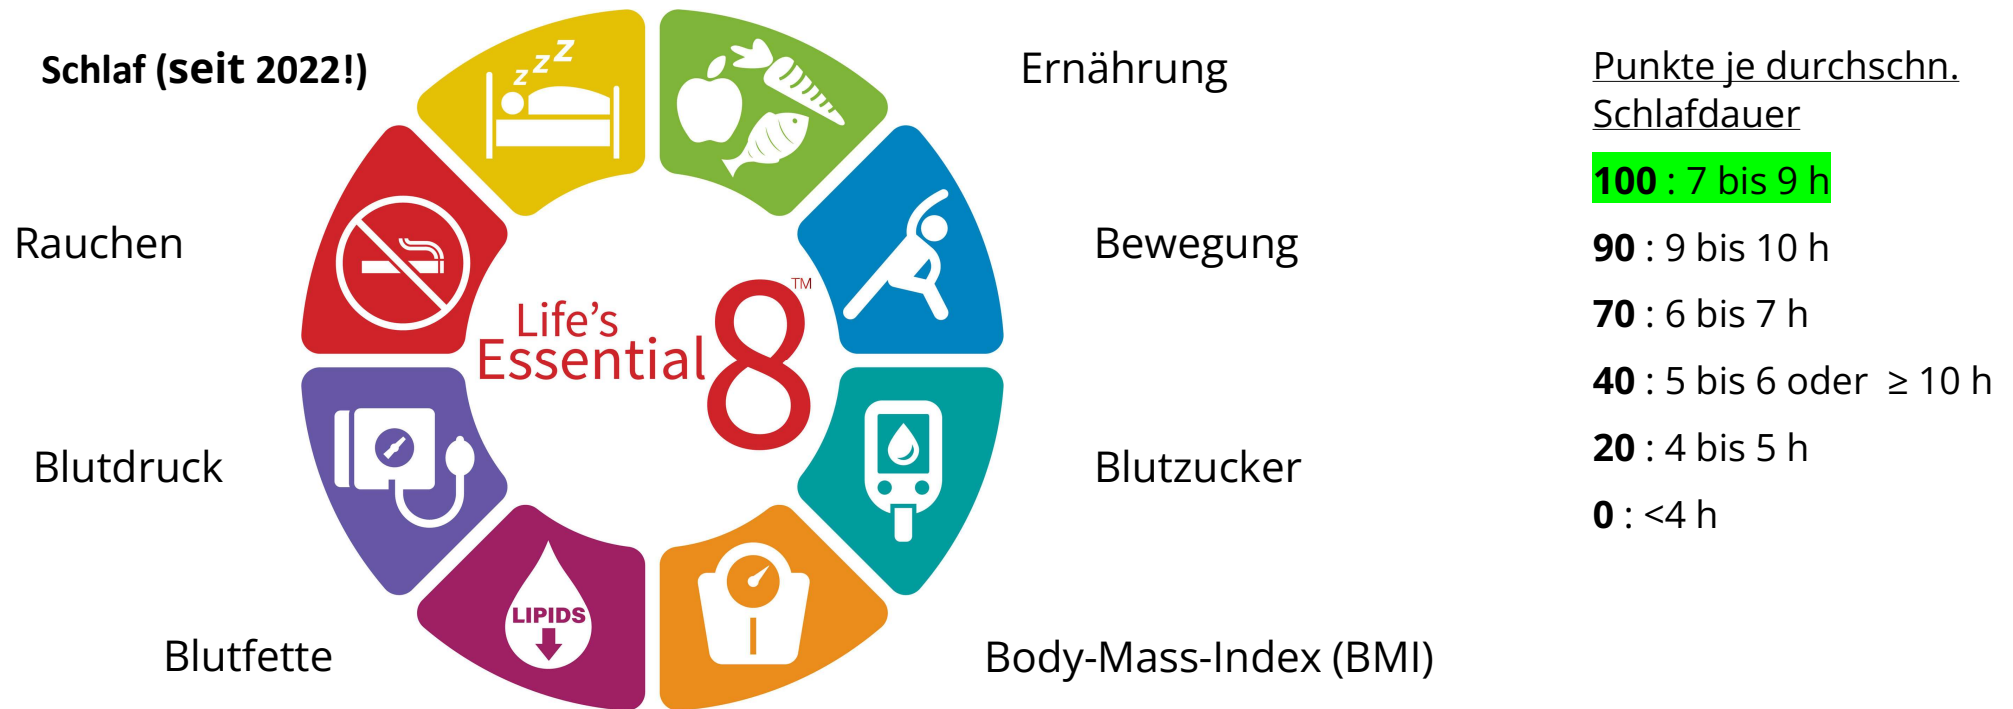 Schlaf (seit 2022!)
z z z
Ernährung
Rauchen
Bewegung
Life's
Essential 8™
Blutdruck
Blutzucker
LIPIDS
Blutfette
Body-Mass-Index (BMI)
Punkte je durchschn.
Schlafdauer
100 : 7 bis 9 h
90 : 9 bis 10 h
70 : 6 bis 7 h
40 : 5 bis 6 oder ≥ 10 h
20 : 4 bis 5 h
0 : <4 h